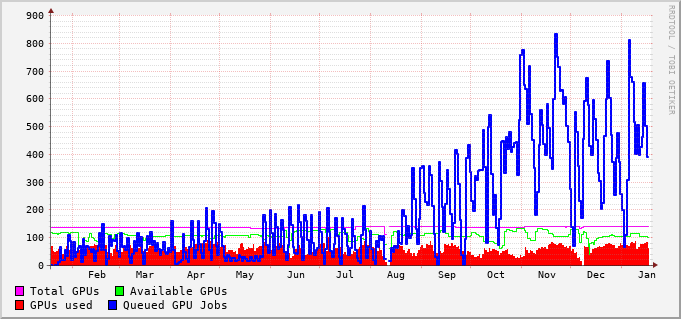 900
800
700
600
500
400
300
200
100
0
Feb Mar Apr May Jun Jul Aug Sep Oct Nov Dec Jan
Total GPUs Available GPUs
GPUs used Queued GPU Jobs
RRDTOOL / TOBI OETIKER